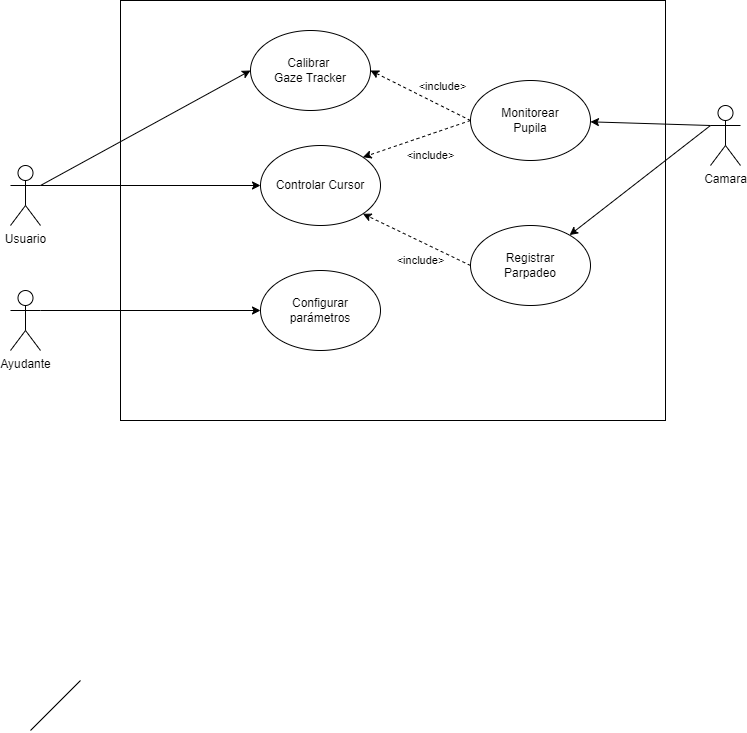 Calibrar
Gaze Tracker
<include>
Monitorear
Pupila
<include>
Camara
Controlar Cursor
Usuario
<include>
Registrar
Parpadeo
Configurar
parámetros
Ayudante